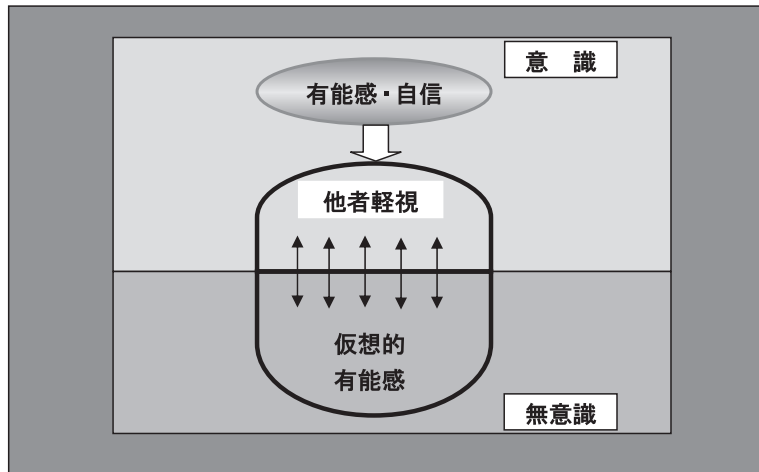 意 識
有能感・自信
他者軽視
仮想的
有能感
無意識